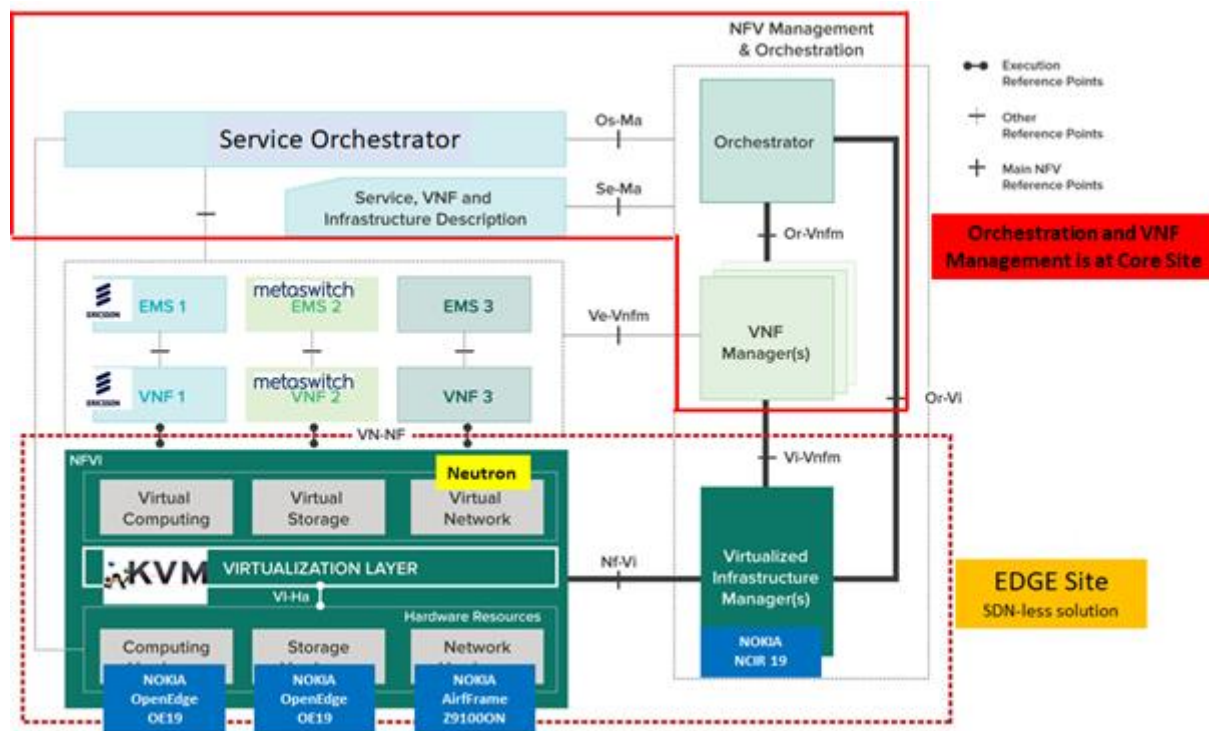 NFV Management
& Orchestration
Execution
Reference Points
Other
Reference Points
Main NFV
Reference Points
Service Orchestrator
Os-Ma
Orchestrator
Service, VNF and
Infrastructure Description
Se-Ma
Or-Vnfm
Orchestration and VNF
Management is at Core Site
ERICSSON
EMS 1
metaswitch
EMS 2
EMS 3
Ve-Vnfm
VNF
Manager(s)
ERICSSON
VNF 1
metaswitch
VNF 2
VNF 3
Or-Vi
VN-NF
Vi-Vnfm
NFVI
Neutron
Virtual
Computing
Virtual
Storage
Virtual
Network
KVM
VIRTUALIZATION LAYER
Nf-Vi
Virtualized
Infrastructure
Manager(s)
EDGE Site
SDN-less solution
VI-Ha
Hardware Resources
Computing
Storage
Network
NOKIA
OpenEdge
OE19
NOKIA
OpenEdge
OE19
NOKIA
AirfFrame
Z9100ON
NOKIA
NCIR 19